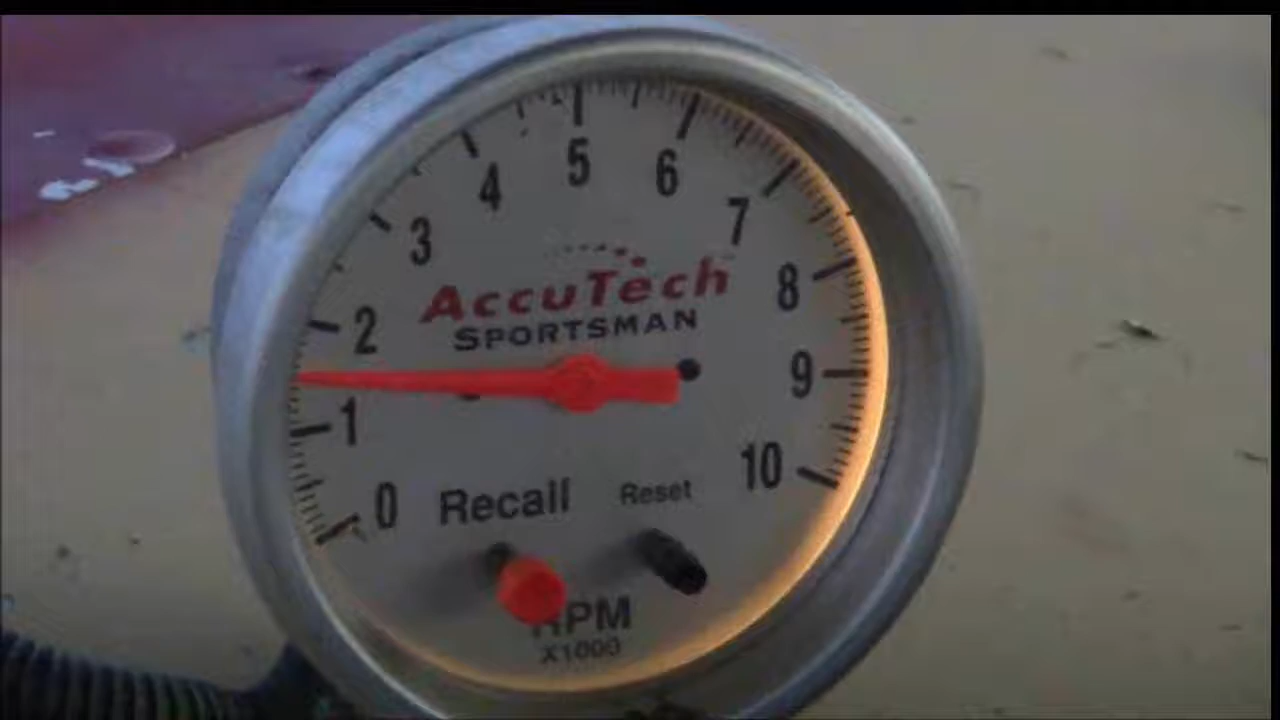 0 1 2 3 4 5 6 7 8 9 10
AccuTech
SPORTSMAN
Recall Reset
RPM
X1000